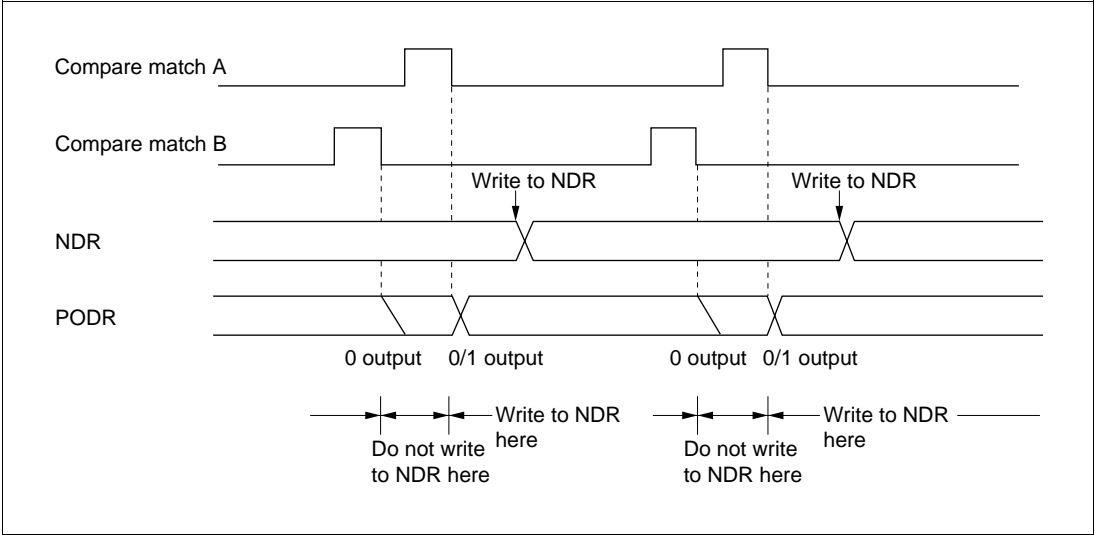 Compare match A
Compare match B
Write to NDR Write to NDR
NDR
PODR
0 output 0/1 output 0 output 0/1 output
Write to NDR here Write to NDR here
Do not write to NDR here Do not write to NDR here